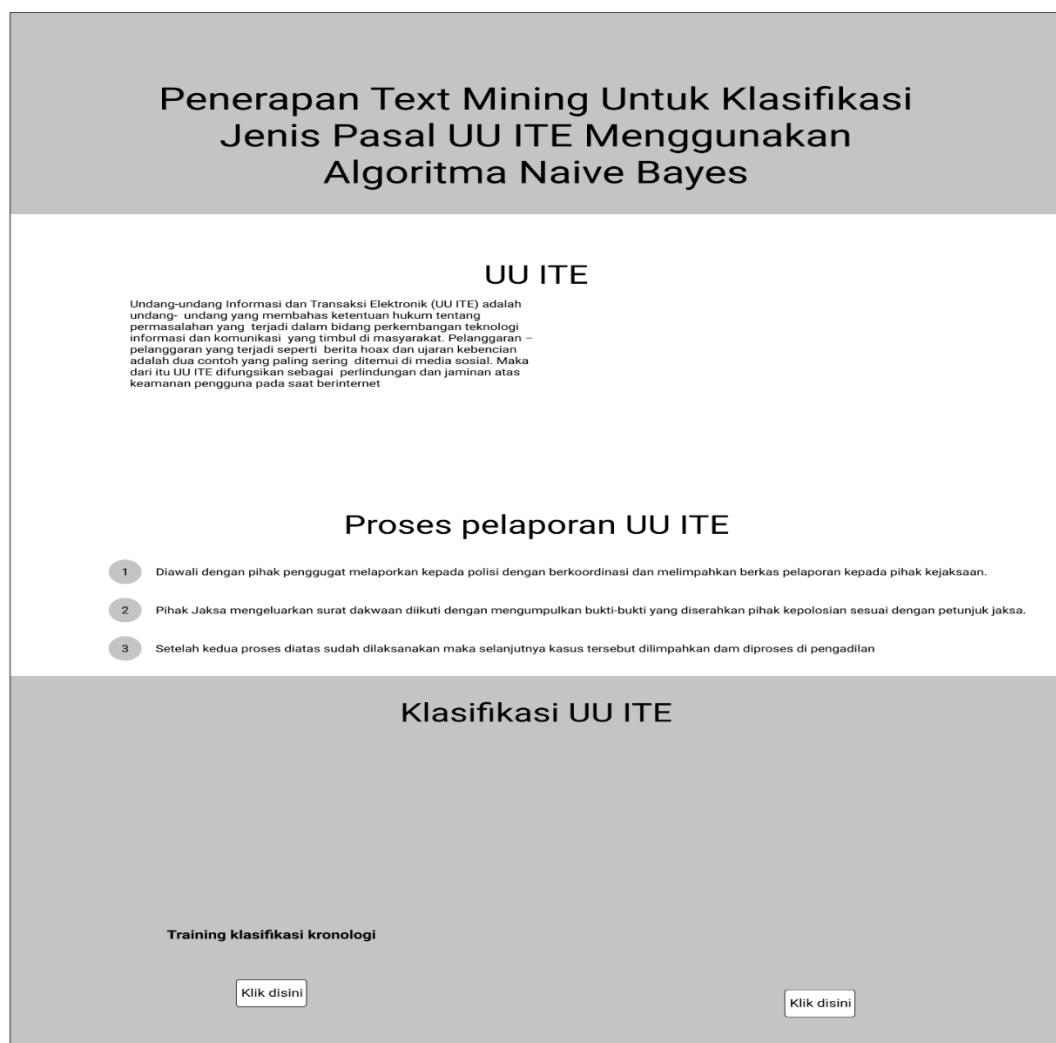 Penerapan Text Mining Untuk Klasifikasi
Jenis Pasal UU ITE Menggunakan
Algoritma Naive Bayes
UU ITE
Undang-undang Informasi dan Transaksi Elektronik (UU ITE) adalah
undang- undang yang membahas ketentuan hukum tentang
permasalahan yang terjadi dalam bidang perkembangan teknologi
informasi dan komunikasi yang timbul di masyarakat. Pelanggaran –
pelanggaran yang terjadi seperti berita hoax dan ujaran kebencian
adalah dua contoh yang paling sering ditemui di media sosial. Maka
dari itu UU ITE difungsikan sebagai perlindungan dan jaminan atas
keamanan pengguna pada saat berinternet
Proses pelaporan UU ITE
1 Diawali dengan pihak penggugat melaporkan kepada polisi dengan berkoordinasi dan melimpahkan berkas pelaporan kepada pihak kejaksaan.
2 Pihak Jaksa mengeluarkan surat dakwaan diikuti dengan mengumpulkan bukti-bukti yang diserahkan pihak kepolosian sesuai dengan petunjuk jaksa.
3 Setelah kedua proses diatas sudah dilaksanakan maka selanjutnya kasus tersebut dilimpahkan dam diproses di pengadilan
Klasifikasi UU ITE
Training klasifikasi kronologi
Klik disini
Klik disini